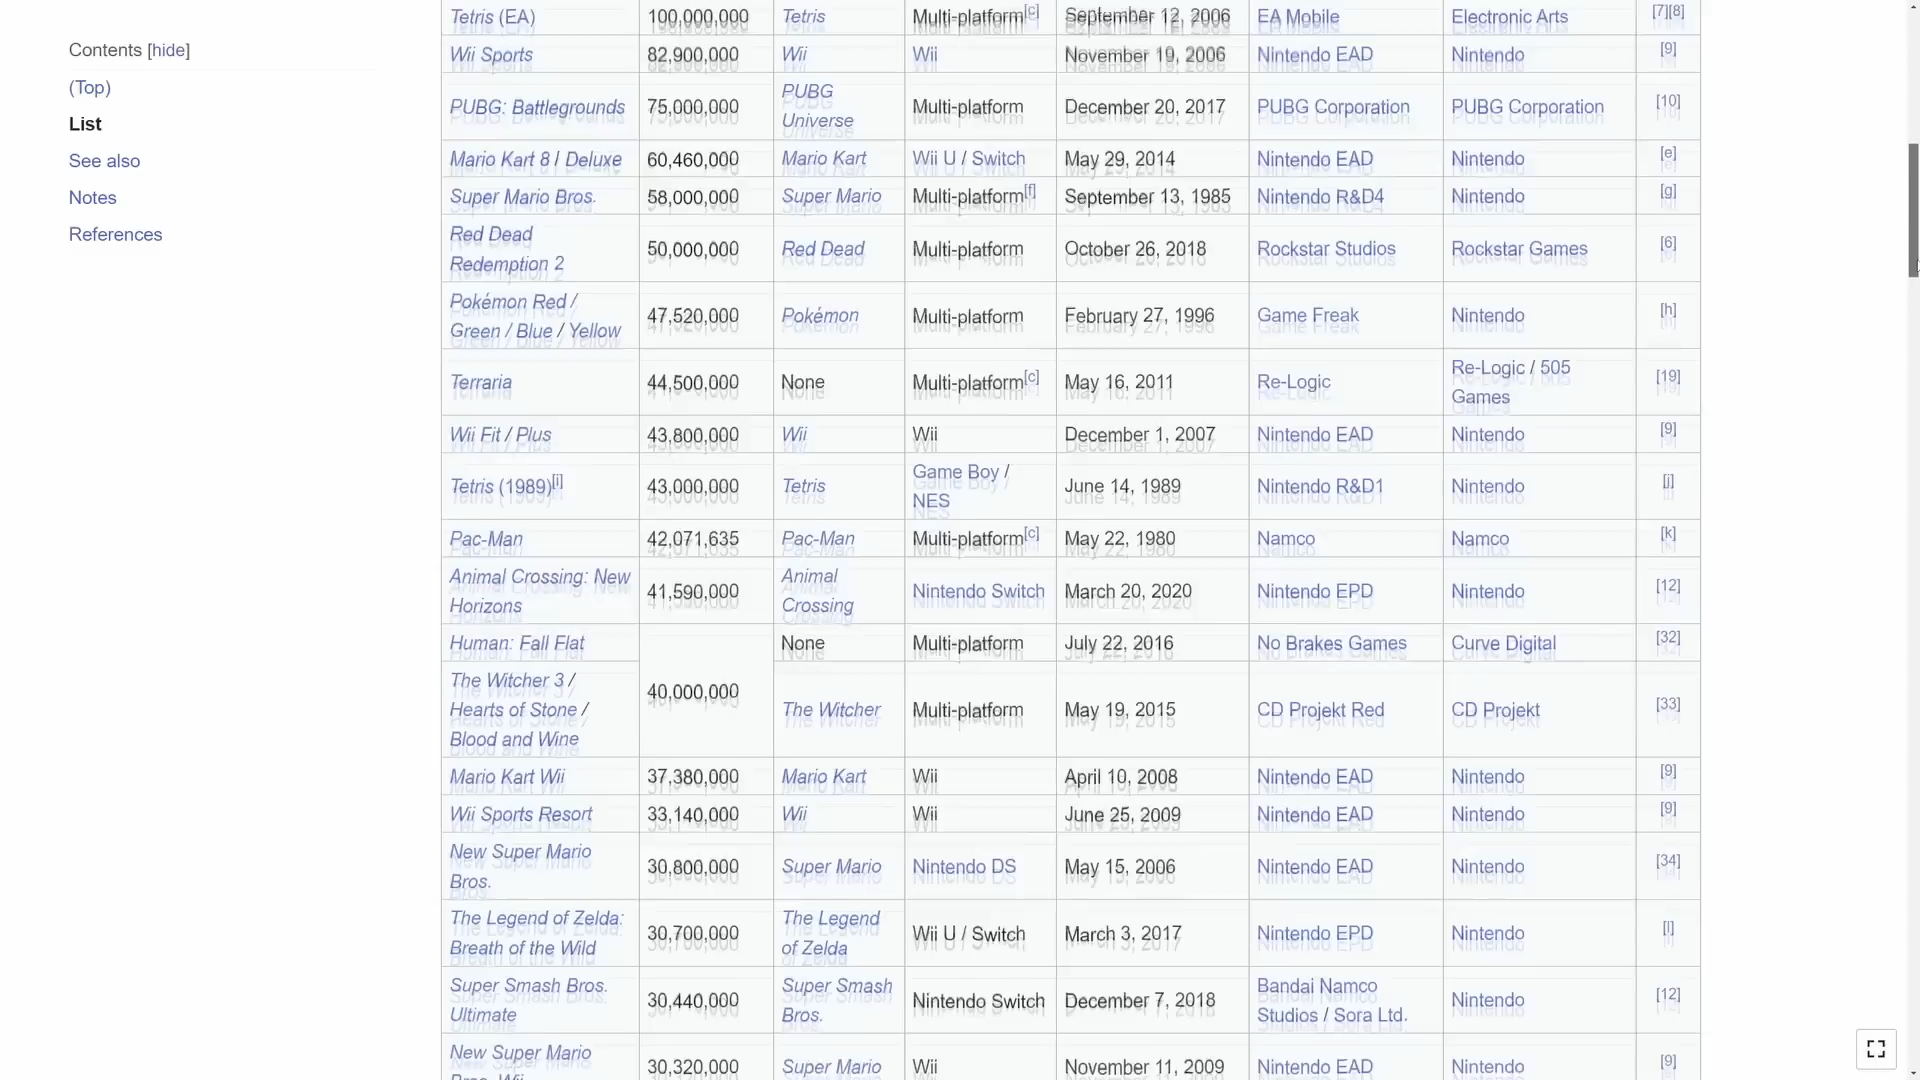 Contents [hide]
(Top)
List
See also
Notes
References
Tetris (EA) 100,000,000 Tetris Multi-platform[c] September 12, 2006 EA Mobile Electronic Arts [7][8]
Wii Sports 82,900,000 Wii Wii November 19, 2006 Nintendo EAD Nintendo [9]
PUBG: Battlegrounds 75,000,000 PUBG Universe Multi-platform December 20, 2017 PUBG Corporation PUBG Corporation [10]
Mario Kart 8 / Deluxe 60,460,000 Mario Kart Wii U / Switch May 29, 2014 Nintendo EAD Nintendo [e]
Super Mario Bros. 58,000,000 Super Mario Multi-platform[f] September 13, 1985 Nintendo R&D4 Nintendo [g]
Red Dead Redemption 2 50,000,000 Red Dead Multi-platform October 26, 2018 Rockstar Studios Rockstar Games [6]
Pokémon Red / Green / Blue / Yellow 47,520,000 Pokémon Multi-platform February 27, 1996 Game Freak Nintendo [h]
Terraria 44,500,000 None Multi-platform[c] May 16, 2011 Re-Logic Re-Logic / 505 Games [19]
Wii Fit / Plus 43,800,000 Wii Wii December 1, 2007 Nintendo EAD Nintendo [9]
Tetris (1989)[i] 43,000,000 Tetris Game Boy / NES June 14, 1989 Nintendo R&D1 Nintendo [j]
Pac-Man 42,071,635 Pac-Man Multi-platform[c] May 22, 1980 Namco Namco [k]
Animal Crossing: New Horizons 41,590,000 Animal Crossing Nintendo Switch March 20, 2020 Nintendo EPD Nintendo [12]
Human: Fall Flat 40,000,000 None Multi-platform July 22, 2016 No Brakes Games Curve Digital [32]
The Witcher 3 / Hearts of Stone / Blood and Wine The Witcher Multi-platform May 19, 2015 CD Projekt Red CD Projekt [33]
Mario Kart Wii 37,380,000 Mario Kart Wii April 10, 2008 Nintendo EAD Nintendo [9]
Wii Sports Resort 33,140,000 Wii Wii June 25, 2009 Nintendo EAD Nintendo [9]
New Super Mario Bros. 30,800,000 Super Mario Nintendo DS May 15, 2006 Nintendo EAD Nintendo [34]
The Legend of Zelda: Breath of the Wild 30,700,000 The Legend of Zelda Wii U / Switch March 3, 2017 Nintendo EPD Nintendo [l]
Super Smash Bros. Ultimate 30,440,000 Super Smash Bros. Nintendo Switch December 7, 2018 Bandai Namco Studios / Sora Ltd. Nintendo [12]
New Super Mario Bros. Wii 30,320,000 Super Mario Wii November 11, 2009 Nintendo EAD Nintendo [9]